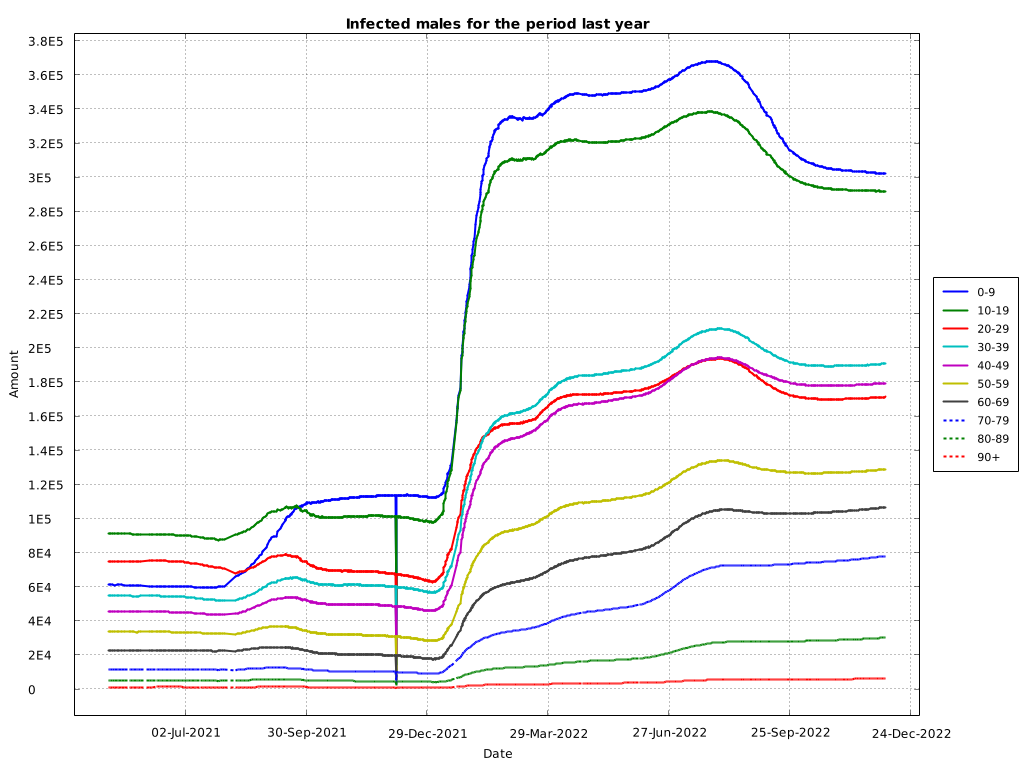 Infected males for the period last year
3.8E5
3.6E5
3.4E5
3.2E5
3E5
2.8E5
2.6E5
2.4E5
2.2E5
2E5
1.8E5
1.6E5
1.4E5
1.2E5
1E5
8E4
6E4
4E4
2E4
0
Amount
02-Jul-2021 30-Sep-2021 29-Dec-2021 29-Mar-2022 27-Jun-2022 25-Sep-2022 24-Dec-2022
Date
0-9
10-19
20-29
30-39
40-49
50-59
60-69
70-79
80-89
90+